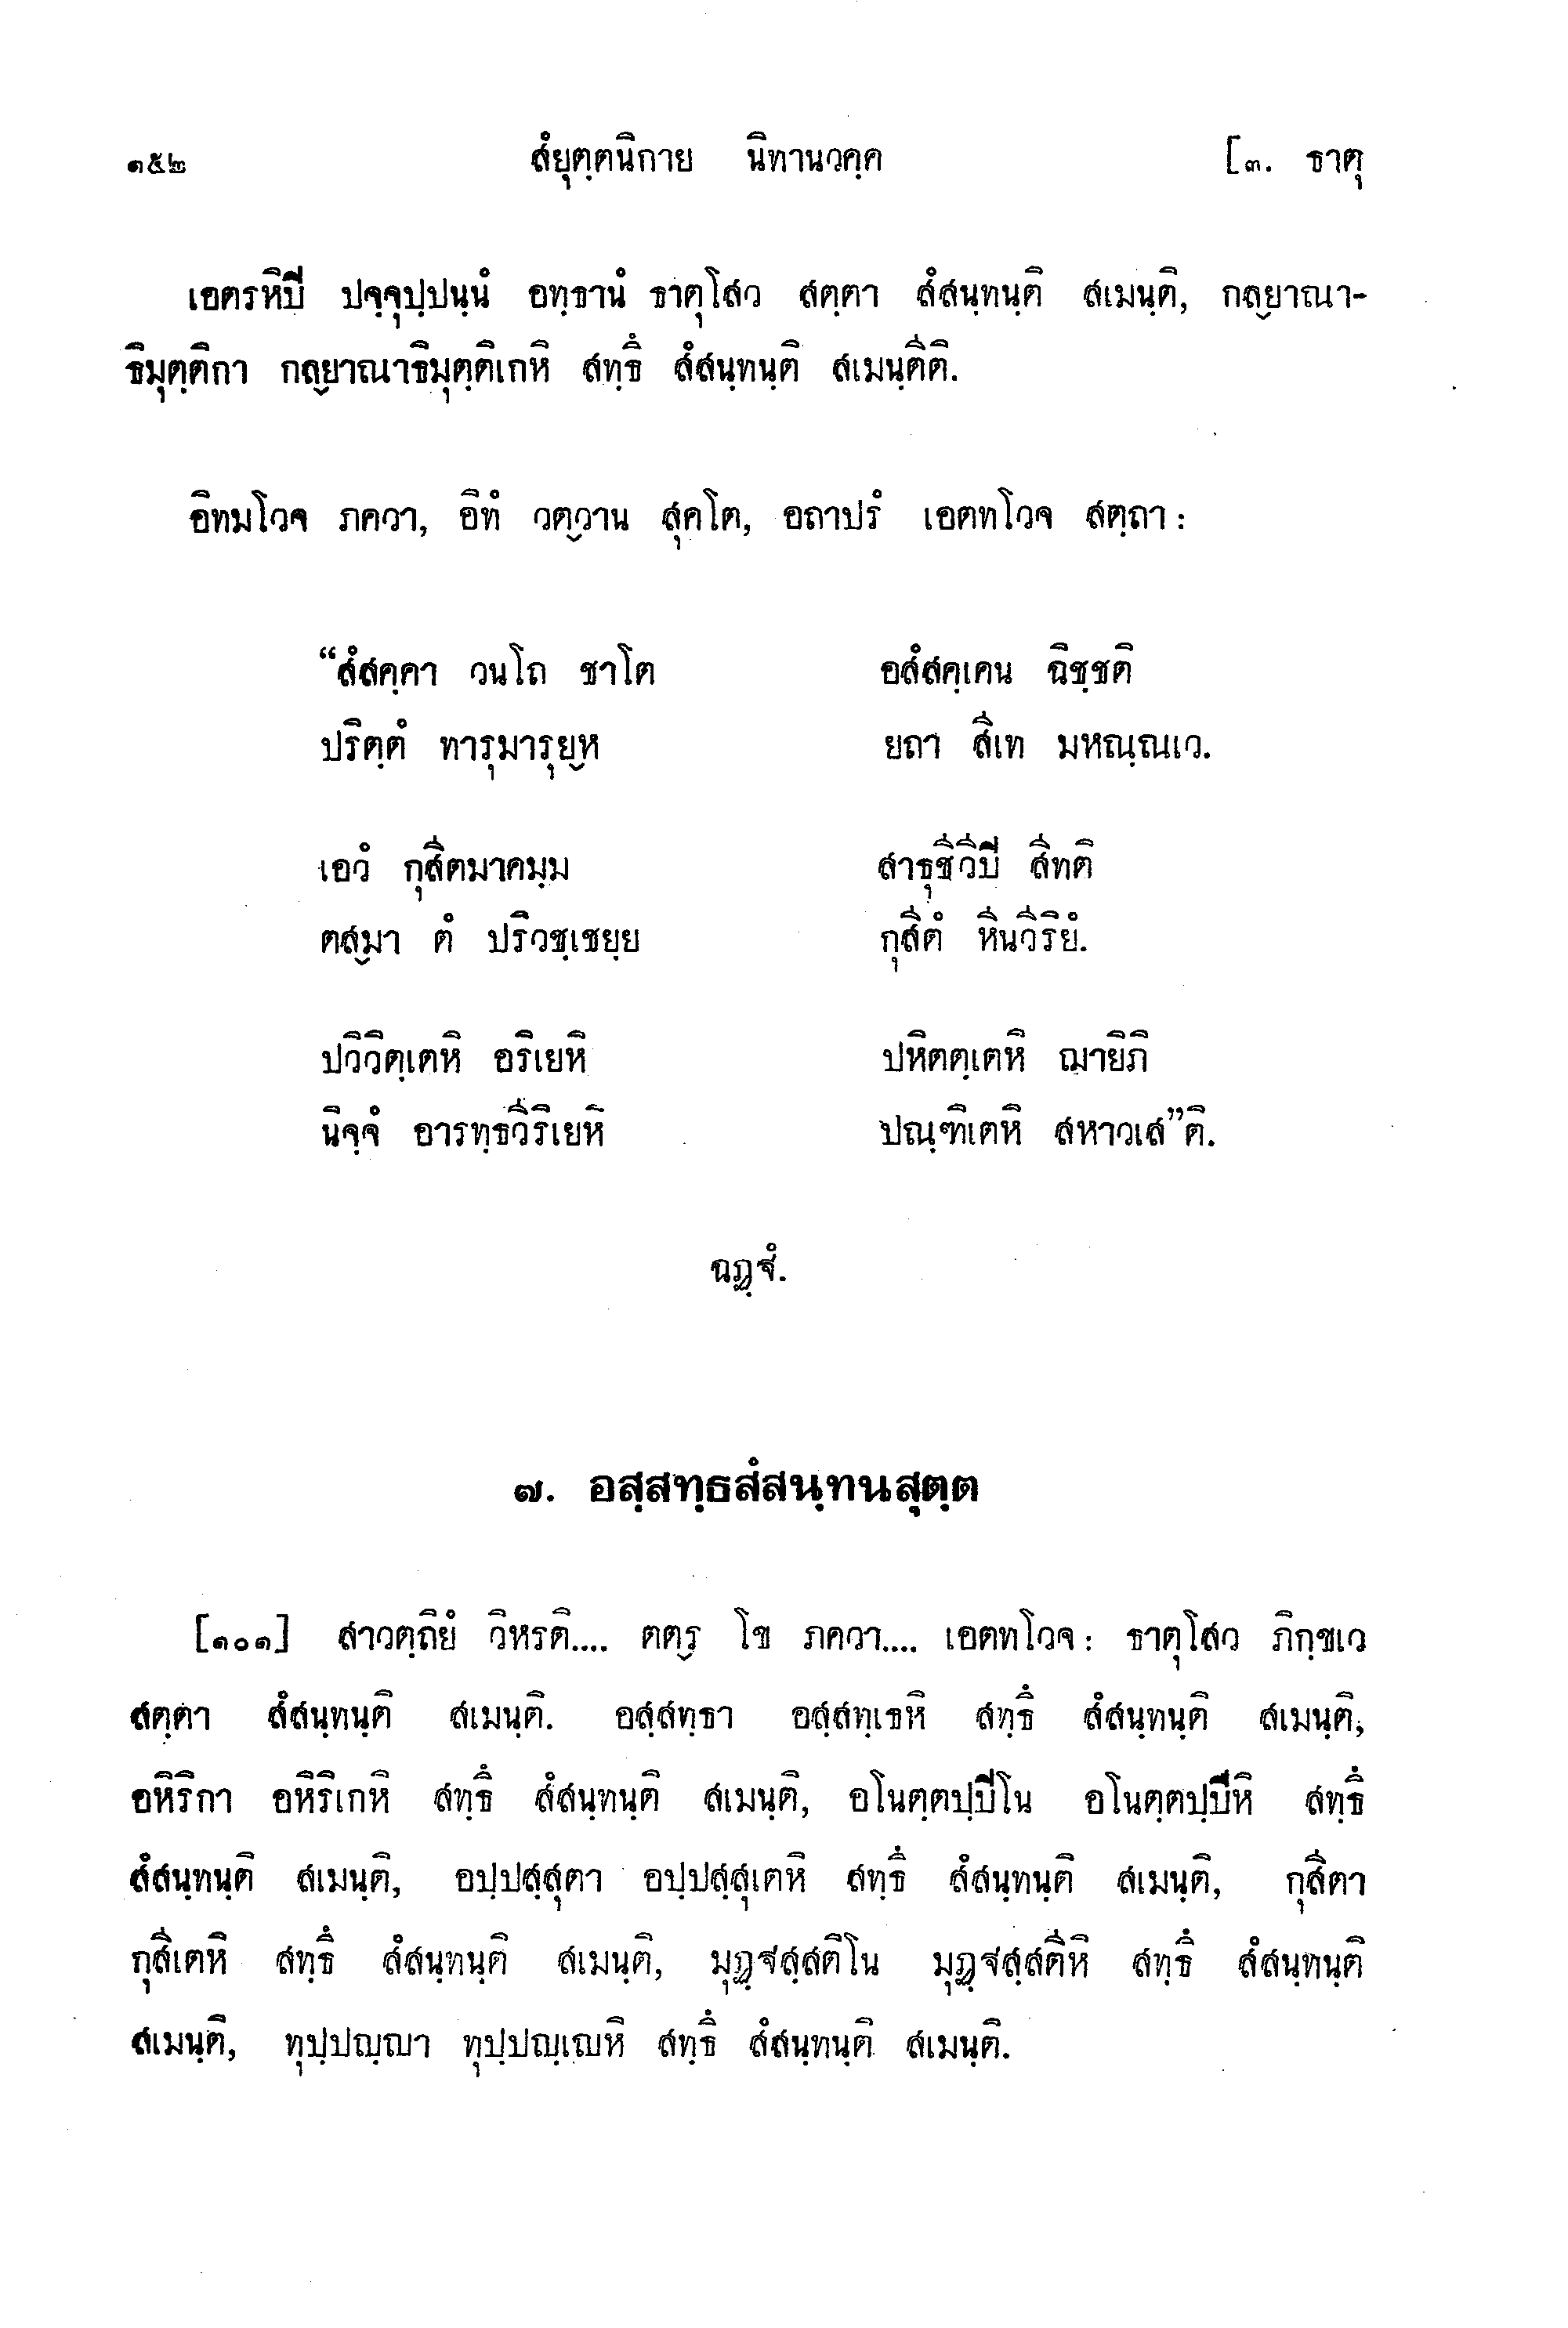 ๑๕๒ สํยุตฺตนิกาย นิทานวคฺค [๓. ธาตุ
เอตรหิปี ปจฺจุปฺปนฺนํ อทฺธานํ ธาตุโสว สตฺตา สํสนฺทนฺติ สเมนฺติ, กลฺยาณา-
ธิมุตฺติกา กลฺยาณาธิมุตฺติเกหิ สทฺธึ สํสนฺทนฺติ สเมนฺตีติ.
อิทมโวจ ภควา, อิทํ วตฺวาน สุคโต, อถาปรํ เอตทโวจ สตฺถา :
“สํสคฺคา วนโถ ชาโต อสํสคฺเคน ฉิชฺชติ
ปริตฺตํ ทารุมารุยฺห ยถา สีเท มหณฺณเว.
เอวํ กุสีตมาคมฺม สาธุชีวิปี สีทติ
ตสฺมา ตํ ปริวชฺเชยฺย กุสีตํ หีนวีริยํ.
ปวิวิตฺเตหิ อริเยหิ ปหิตตฺเตหิ ฌายิภิ
นิจฺจํ อารทฺธวีริเยหิ ปณฺฑิเตหิ สหาวเส”ติ.
ฉฏฺฐํ.
๗. อสฺสทฺธสํสนฺทนสุตฺต
[๑๐๑] สาวตฺถิยํ วิหรติ.... ตตฺร โข ภควา.... เอตทโวจ : ธาตุโสว ภิกฺขเว
สตฺตา สํสนฺทนฺติ สเมนฺติ. อสฺสทฺธา อสฺสทฺเธหิ สทฺธึ สํสนฺทนฺติ สเมนฺติ,
อหิริกา อหิริเกหิ สทฺธึ สํสนฺทนฺติ สเมนฺติ, อโนตฺตปฺปิโน อโนตฺตปฺปีหิ สทฺธึ
สํสนฺทนฺติ สเมนฺติ, อปฺปสฺสุตา อปฺปสฺสุเตหิ สทฺธึ สํสนฺทนฺติ สเมนฺติ, กุสีตา
กุสีเตหิ สทฺธึ สํสนฺทนฺติ สเมนฺติ, มุฏฺฐสฺสติโน มุฏฺฐสฺสตีหิ สทฺธึ สํสนฺทนฺติ
สเมนฺติ, ทุปฺปญฺญา ทุปฺปญฺเญหิ สทฺธึ สํสนฺทนฺติ สเมนฺติ.